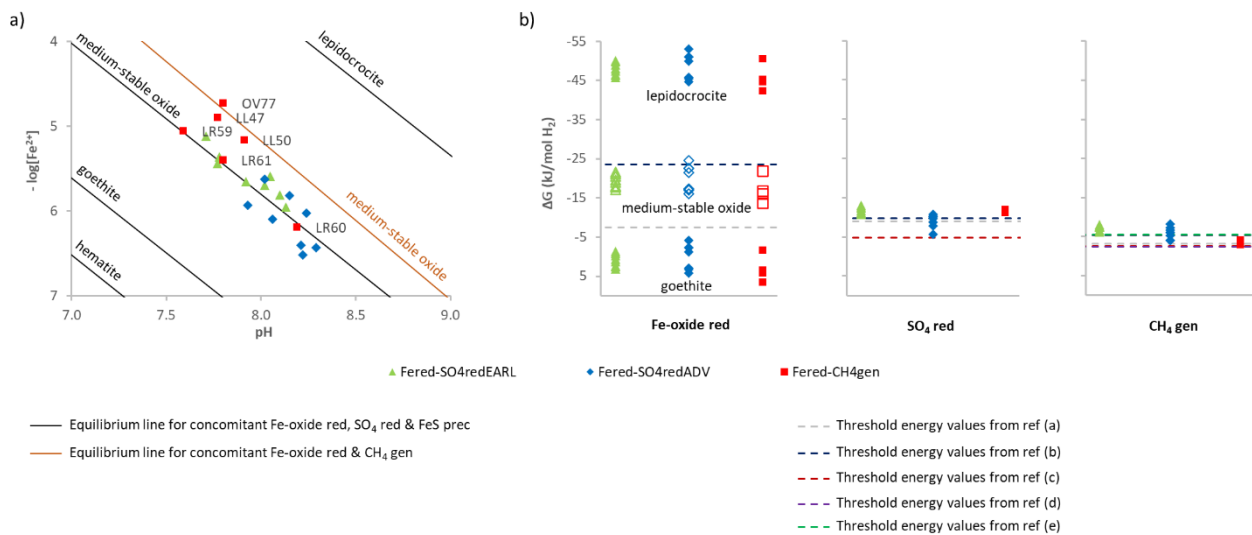 a)
4
5
6
7
- log[Fe²⁺]
7.0
7.5
8.0
8.5
9.0
pH
medium-stable oxide
lepidocrocite
goethite
hematite
medium-stable oxide
OV77
LL47
LR59
LL50
LR61
LR60
b)
ΔG (kJ/mol H₂)
-55
-45
-35
-25
-15
-5
5
lepidocrocite
medium-stable oxide
goethite
Fe-oxide red
SO₄ red
CH₄ gen
Fered-SO4redEARL
Fered-SO4redADV
Fered-CH4gen
Equilibrium line for concomitant Fe-oxide red, SO₄ red & FeS prec
Equilibrium line for concomitant Fe-oxide red & CH₄ gen
Threshold energy values from ref (a)
Threshold energy values from ref (b)
Threshold energy values from ref (c)
Threshold energy values from ref (d)
Threshold energy values from ref (e)